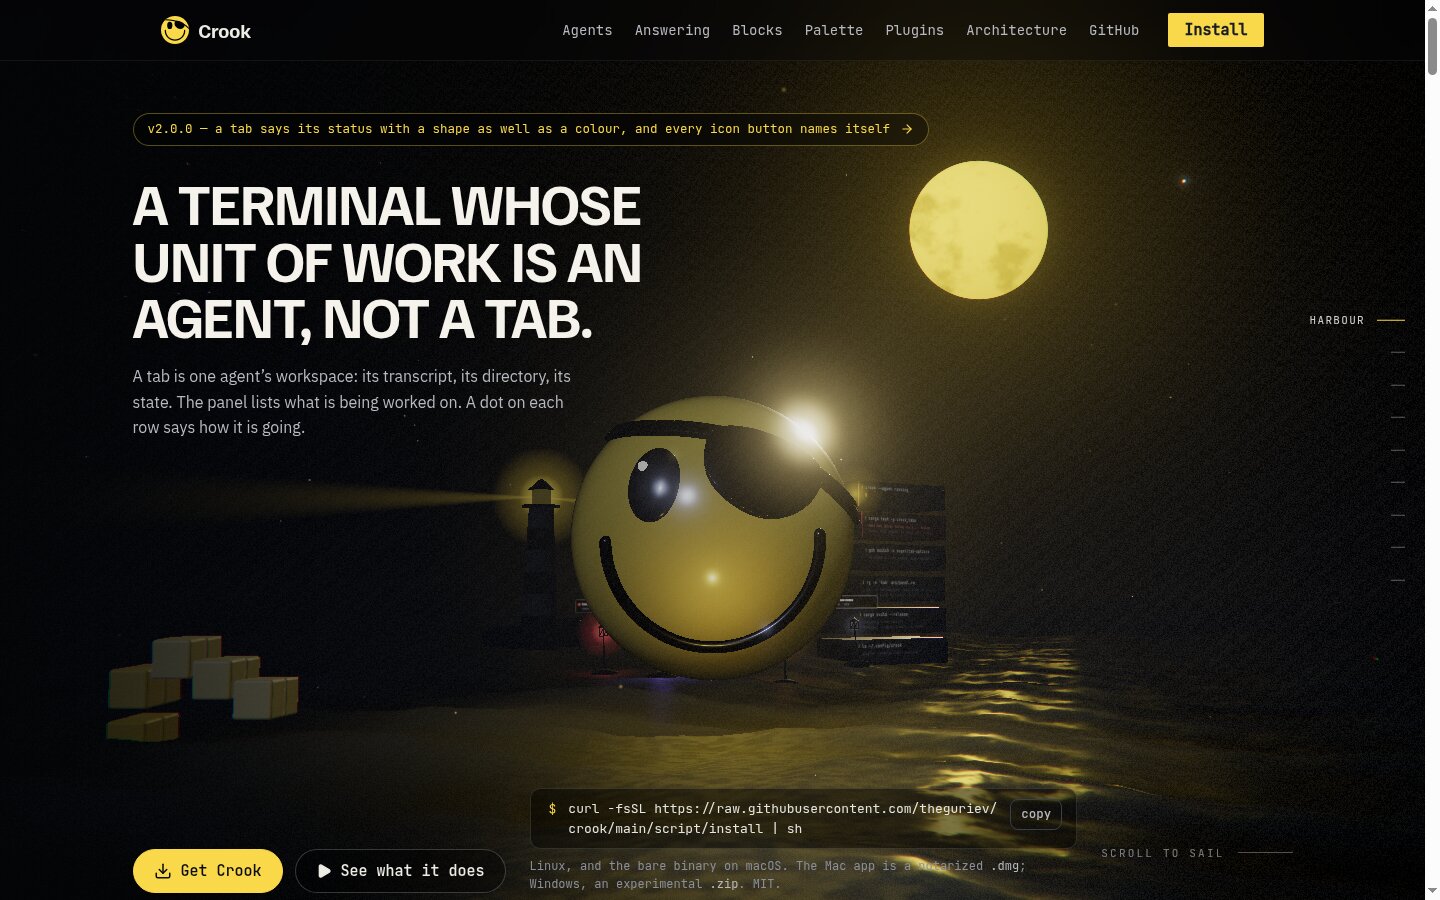 Crook
Agents Answering Blocks Palette Plugins Architecture GitHub Install
v2.0.0 — a tab says its status with a shape as well as a colour, and every icon button names itself →
A TERMINAL WHOSE
UNIT OF WORK IS AN
AGENT, NOT A TAB.
HARBOUR
A tab is one agent’s workspace: its transcript, its directory, its
state. The panel lists what is being worked on. A dot on each
row says how it is going.
$ curl -fsSL https://raw.githubusercontent.com/theguriev/
crook/main/script/install | sh
copy
SCROLL TO SAIL
Get Crook
See what it does
Linux, and the bare binary on macOS. The Mac app is a notarized .dmg;
Windows, an experimental .zip. MIT.